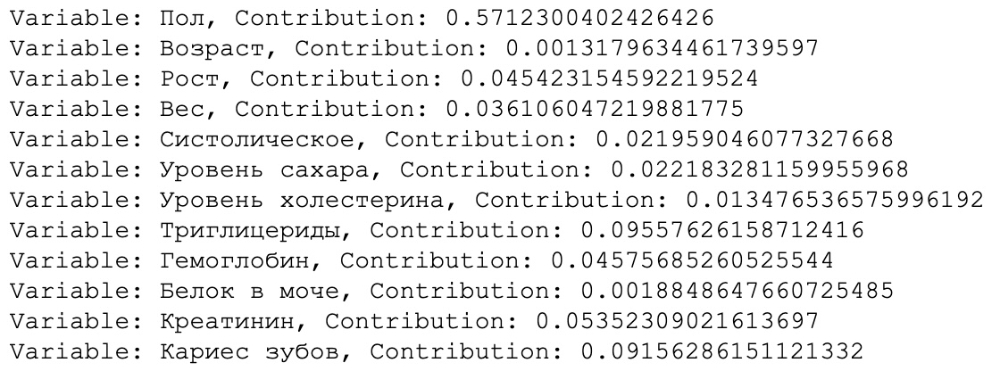 Variable: Пол, Contribution: 0.5712300402426426
Variable: Возраст, Contribution: 0.0013179634461739597
Variable: Рост, Contribution: 0.045423154592219524
Variable: Вес, Contribution: 0.036106047219881775
Variable: Систолическое, Contribution: 0.021959046077327668
Variable: Уровень сахара, Contribution: 0.022183281159955968
Variable: Уровень холестерина, Contribution: 0.013476536575996192
Variable: Триглицериды, Contribution: 0.09557626158712416
Variable: Гемоглобин, Contribution: 0.04575685260525544
Variable: Белок в моче, Contribution: 0.0018848647660725485
Variable: Креатинин, Contribution: 0.05352309021613697
Variable: Кариес зубов, Contribution: 0.09156286151121332